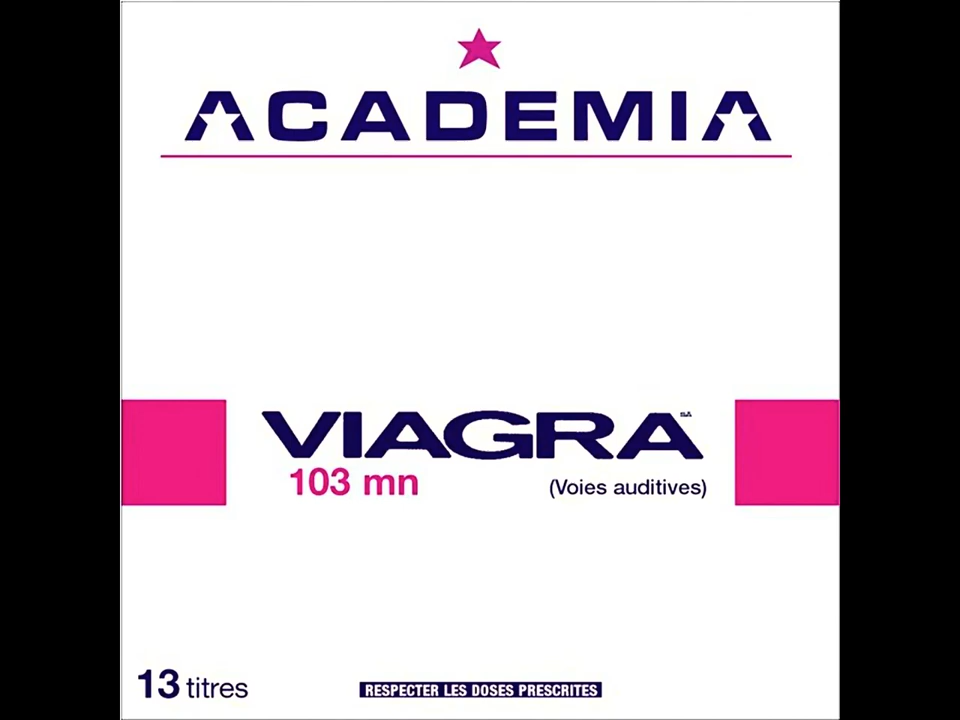 ACADEMIA
VIAGRA
103 mn
(Voies auditives)
13 titres
RESPECTER LES DOSES PRESCRITES